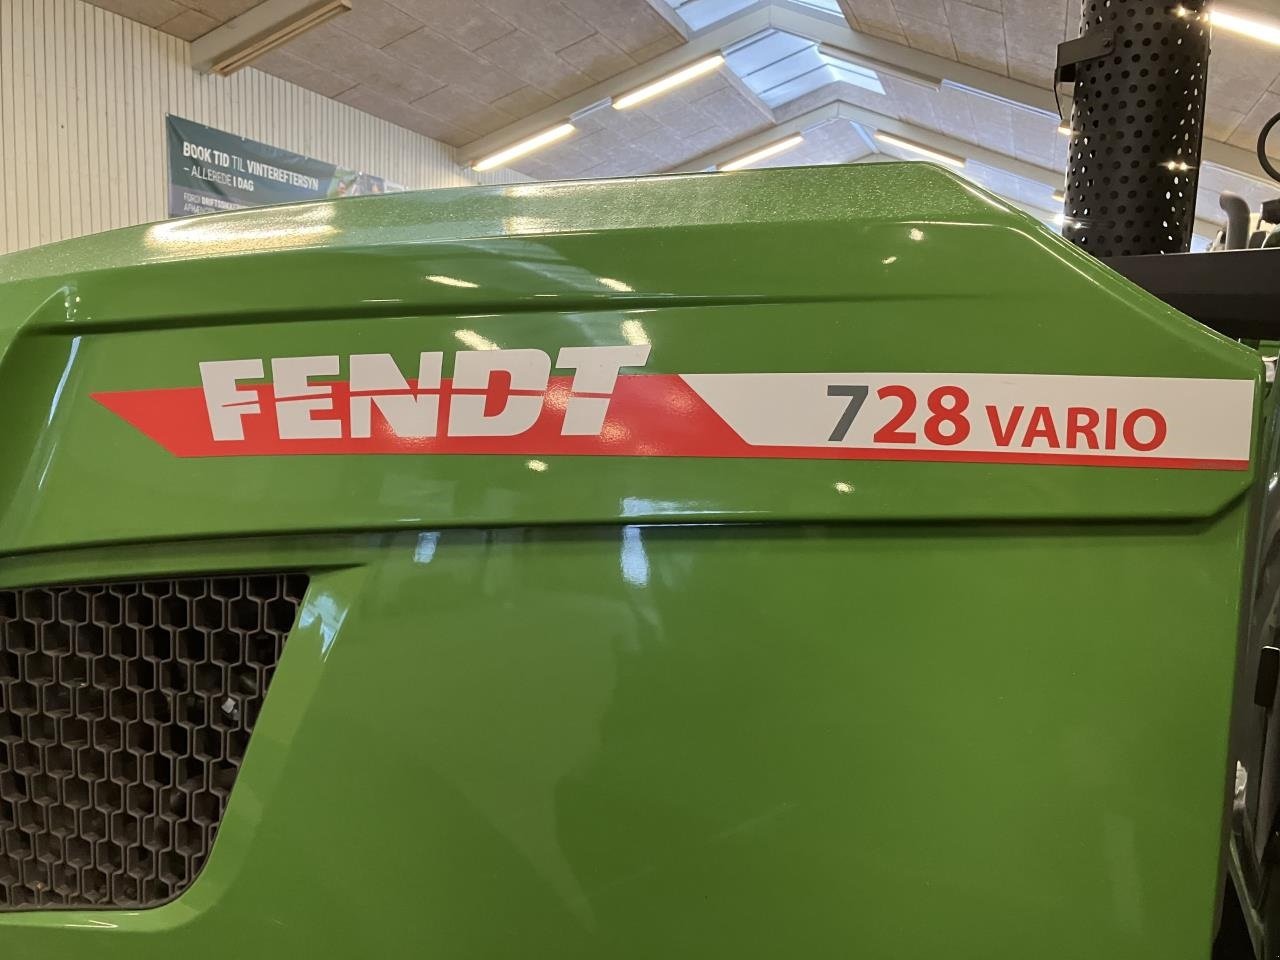 BOOK TID TIL VINTEREFTERSYN
– ALLEREDE I DAG
FENDT
728 VARIO